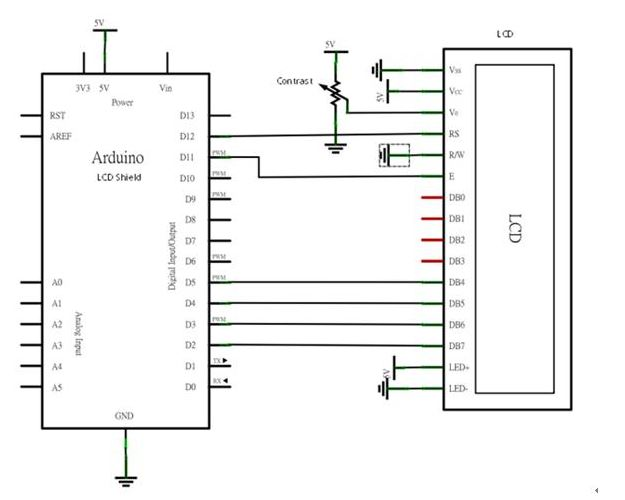 5V
3V3 5V Vin
Power
RST
AREF
Arduino
LCD Shield
D13
D12
D11 PWM
D10 PWM
D9 PWM
D8
D7
D6 PWM
D5 PWM
D4
D3 PWM
D2
D1 TX
D0 RX
Digital Input/Output
A0
A1
A2
A3
A4
A5
Analog Input
GND
5V
Contrast
LCD
5V
Vss
Vcc
V0
RS
R/W
E
DB0
DB1
DB2
DB3
DB4
DB5
DB6
DB7
LED+
LED-
5V
LCD